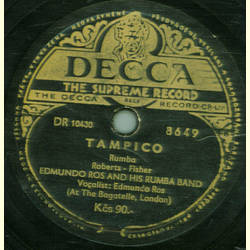 DECCA
THE SUPREME RECORD
THE DECCA
RECORD
DR 10430
8649
TAMPICO
Rumba
Roberts - Fisher
EDMUNDO ROS AND HIS RUMBA BAND
Vocalist: Edmundo Ros
(At The Bagatelle, London)
Kčs 90.-